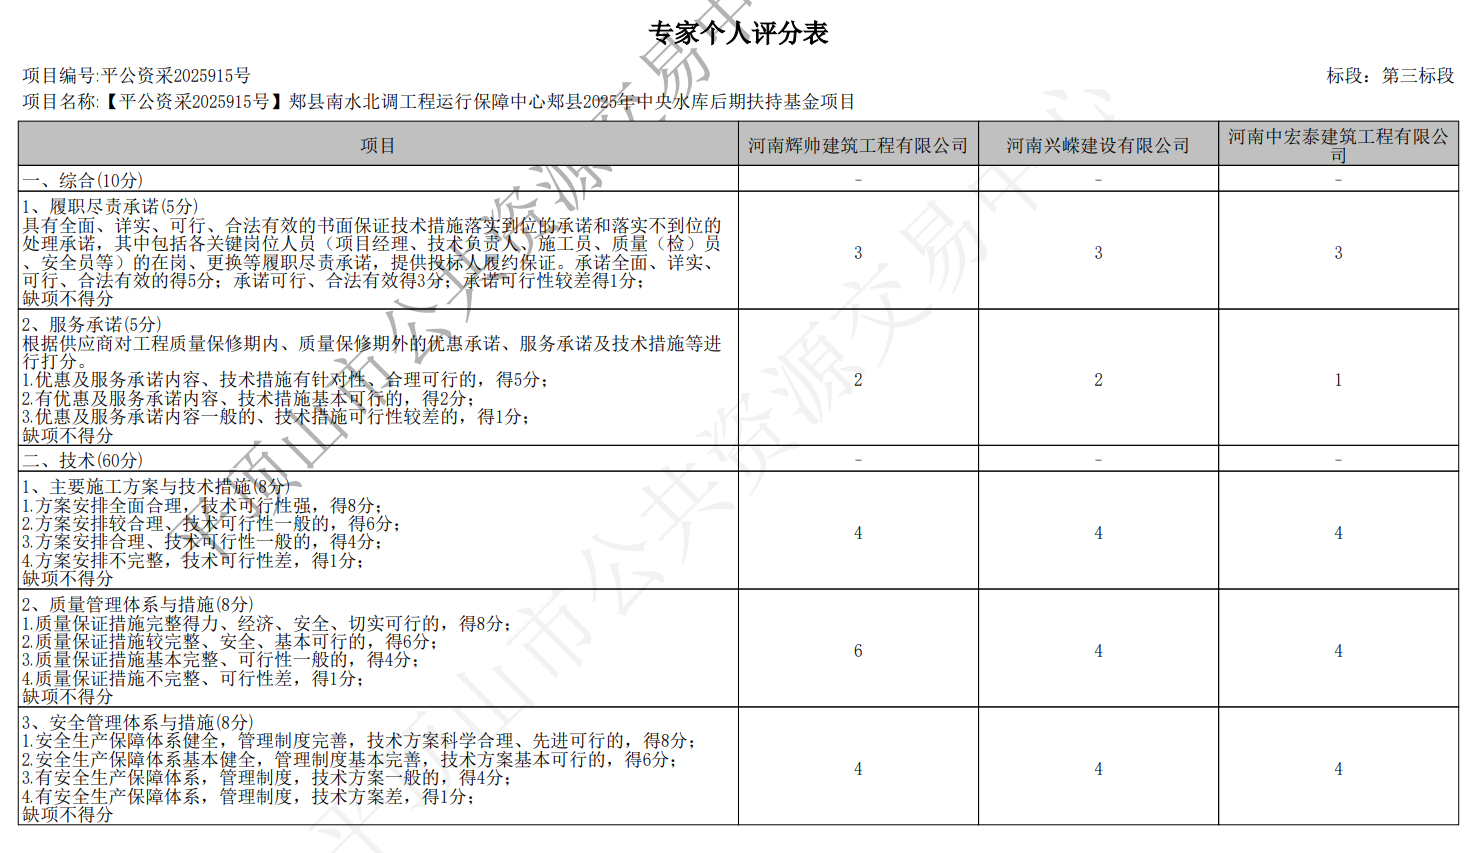 专家个人评分表
项目编号:平公资采2025915号
标段：第三标段
项目名称:【平公资采2025915号】郏县南水北调工程运行保障中心郏县2025年中央水库后期扶持基金项目
项目 河南辉帅建筑工程有限公司 河南兴嵘建设有限公司 河南中宏泰建筑工程有限公
司
一、综合(10分) - - -
1、履职尽责承诺(5分)
具有全面、详实、可行、合法有效的书面保证技术措施落实到位的承诺和落实不到位的
处理承诺，其中包括各关键岗位人员（项目经理、技术负责人、施工员、质量（检）员
、安全员等）的在岗、更换等履职尽责承诺，提供投标人履约保证。承诺全面、详实、
可行、合法有效的得5分；承诺可行、合法有效得3分；承诺可行性较差得1分；
缺项不得分
3 3 3
2、服务承诺(5分)
根据供应商对工程质量保修期内、质量保修期外的优惠承诺、服务承诺及技术措施等进
行打分。
1.优惠及服务承诺内容、技术措施有针对性、合理可行的，得5分；
2.有优惠及服务承诺内容、技术措施基本可行的，得2分；
3.优惠及服务承诺内容一般的、技术措施可行性较差的，得1分；
缺项不得分
2 2 1
二、技术(60分) - - -
1、主要施工方案与技术措施(8分)
1.方案安排全面合理，技术可行性强，得8分；
2.方案安排较合理、技术可行性一般的，得6分；
3.方案安排合理、技术可行性一般的，得4分；
4.方案安排不完整，技术可行性差，得1分；
缺项不得分
4 4 4
2、质量管理体系与措施(8分)
1.质量保证措施完整得力、经济、安全、切实可行的，得8分；
2.质量保证措施较完整、安全、基本可行的，得6分；
3.质量保证措施基本完整、可行性一般的，得4分；
4.质量保证措施不完整、可行性差，得1分；
缺项不得分
6 4 4
3、安全管理体系与措施(8分)
1.安全生产保障体系健全，管理制度完善，技术方案科学合理、先进可行的，得8分；
2.安全生产保障体系基本健全，管理制度基本完善，技术方案基本可行的，得6分；
3.有安全生产保障体系，管理制度，技术方案一般的，得4分；
4.有安全生产保障体系，管理制度，技术方案差，得1分；
缺项不得分
4 4 4
平顶山市公共资源交易中
平顶山市公共资源交易中心